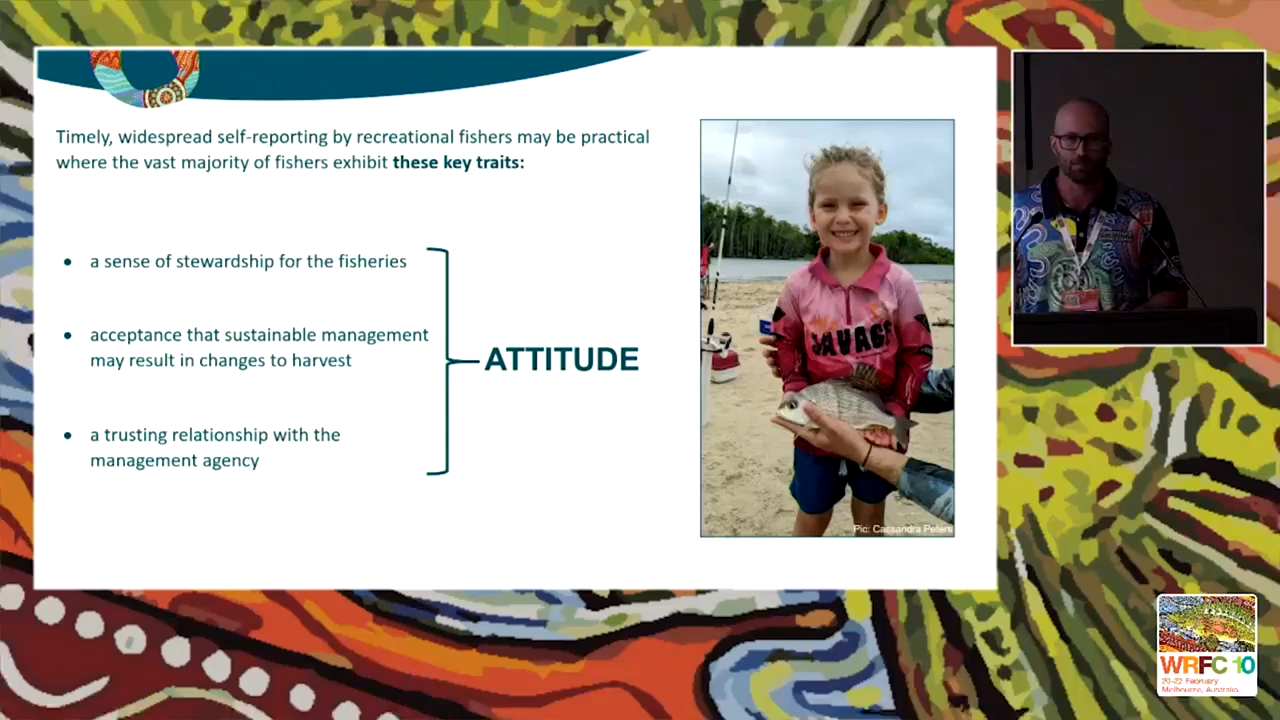 Timely, widespread self-reporting by recreational fishers may be practical
where the vast majority of fishers exhibit these key traits:
• a sense of stewardship for the fisheries
• acceptance that sustainable management
may result in changes to harvest
• a trusting relationship with the
management agency
ATTITUDE
SAVAGE
Pic: Cassandra Peters
WRFC 10
20-22 February
Melbourne, Australia